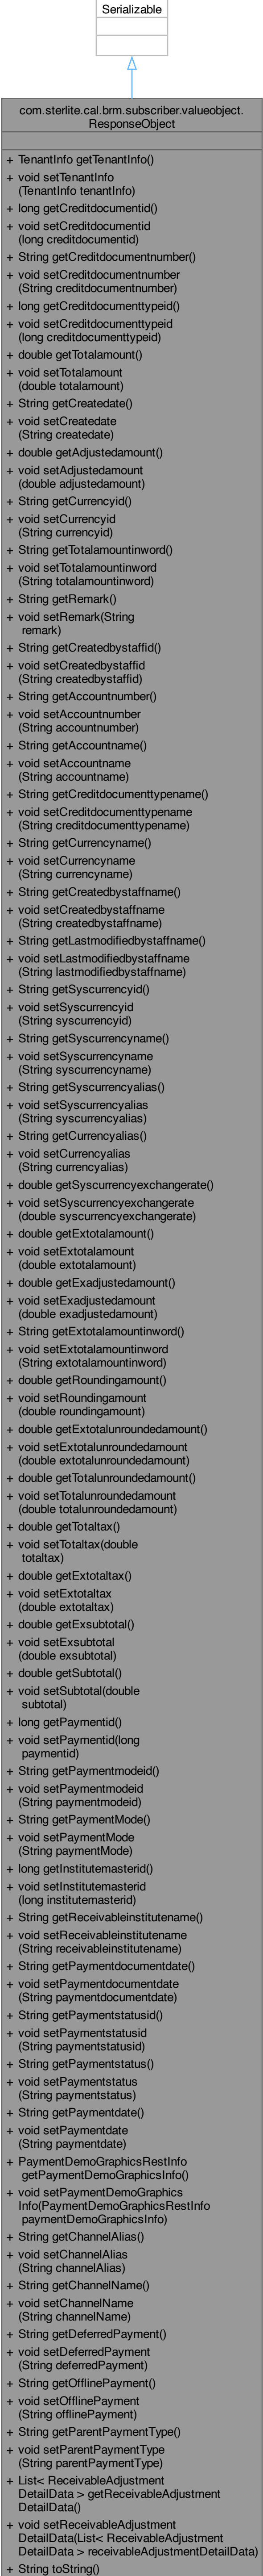 Serializable
com.sterlite.cal.brm.subscriber.valueobject.
ResponseObject
+ TenantInfo getTenantInfo()
+ void setTenantInfo
(TenantInfo tenantInfo)
+ long getCreditdocumentid()
+ void setCreditdocumentid
(long creditdocumentid)
+ String getCreditdocumentnumber()
+ void setCreditdocumentnumber
(String creditdocumentnumber)
+ long getCreditdocumenttypeid()
+ void setCreditdocumenttypeid
(long creditdocumenttypeid)
+ double getTotalamount()
+ void setTotalamount
(double totalamount)
+ String getCreatedate()
+ void setCreatedate
(String createdate)
+ double getAdjustedamount()
+ void setAdjustedamount
(double adjustedamount)
+ String getCurrencyid()
+ void setCurrencyid
(String currencyid)
+ String getTotalamountinword()
+ void setTotalamountinword
(String totalamountinword)
+ String getRemark()
+ void setRemark(String
remark)
+ String getCreatedbystaffid()
+ void setCreatedbystaffid
(String createdbystaffid)
+ String getAccountnumber()
+ void setAccountnumber
(String accountnumber)
+ String getAccountname()
+ void setAccountname
(String accountname)
+ String getCreditdocumenttypename()
+ void setCreditdocumenttypename
(String creditdocumenttypename)
+ String getCurrencyname()
+ void setCurrencyname
(String currencyname)
+ String getCreatedbystaffname()
+ void setCreatedbystaffname
(String createdbystaffname)
+ String getLastmodifiedbystaffname()
+ void setLastmodifiedbystaffname
(String lastmodifiedbystaffname)
+ String getSyscurrencyid()
+ void setSyscurrencyid
(String syscurrencyid)
+ String getSyscurrencyname()
+ void setSyscurrencyname
(String syscurrencyname)
+ String getSyscurrencyalias()
+ void setSyscurrencyalias
(String syscurrencyalias)
+ String getCurrencyalias()
+ void setCurrencyalias
(String currencyalias)
+ double getSyscurrencyexchangerate()
+ void setSyscurrencyexchangerate
(double syscurrencyexchangerate)
+ double getExtotalamount()
+ void setExtotalamount
(double extotalamount)
+ double getExadjustedamount()
+ void setExadjustedamount
(double exadjustedamount)
+ String getExtotalamountinword()
+ void setExtotalamountinword
(String extotalamountinword)
+ double getRoundingamount()
+ void setRoundingamount
(double roundingamount)
+ double getExtotalunroundedamount()
+ void setExtotalunroundedamount
(double extotalunroundedamount)
+ double getTotalunroundedamount()
+ void setTotalunroundedamount
(double totalunroundedamount)
+ double getTotaltax()
+ void setTotaltax(double
totaltax)
+ double getExtotaltax()
+ void setExtotaltax
(double extotaltax)
+ double getExsubtotal()
+ void setExsubtotal
(double exsubtotal)
+ double getSubtotal()
+ void setSubtotal(double
subtotal)
+ long getPaymentid()
+ void setPaymentid(long
paymentid)
+ String getPaymentmodeid()
+ void setPaymentmodeid
(String paymentmodeid)
+ String getPaymentMode()
+ void setPaymentMode
(String paymentMode)
+ long getInstitutemasterid()
+ void setInstitutemasterid
(long institutemasterid)
+ String getReceivableinstitutename()
+ void setReceivableinstitutename
(String receivableinstitutename)
+ String getPaymentdocumentdate()
+ void setPaymentdocumentdate
(String paymentdocumentdate)
+ String getPaymentstatusid()
+ void setPaymentstatusid
(String paymentstatusid)
+ String getPaymentstatus()
+ void setPaymentstatus
(String paymentstatus)
+ String getPaymentdate()
+ void setPaymentdate
(String paymentdate)
+ PaymentDemoGraphicsRestInfo
getPaymentDemoGraphicsInfo()
+ void setPaymentDemoGraphics
Info(PaymentDemoGraphicsRestInfo
paymentDemoGraphicsInfo)
+ String getChannelAlias()
+ void setChannelAlias
(String channelAlias)
+ String getChannelName()
+ void setChannelName
(String channelName)
+ String getDeferredPayment()
+ void setDeferredPayment
(String deferredPayment)
+ String getOfflinePayment()
+ void setOfflinePayment
(String offlinePayment)
+ String getParentPaymentType()
+ void setParentPaymentType
(String parentPaymentType)
+ List< ReceivableAdjustment
DetailData > getReceivableAdjustment
DetailData()
+ void setReceivableAdjustment
DetailData(List< ReceivableAdjustment
DetailData > receivableAdjustmentDetailData)
+ String toString()